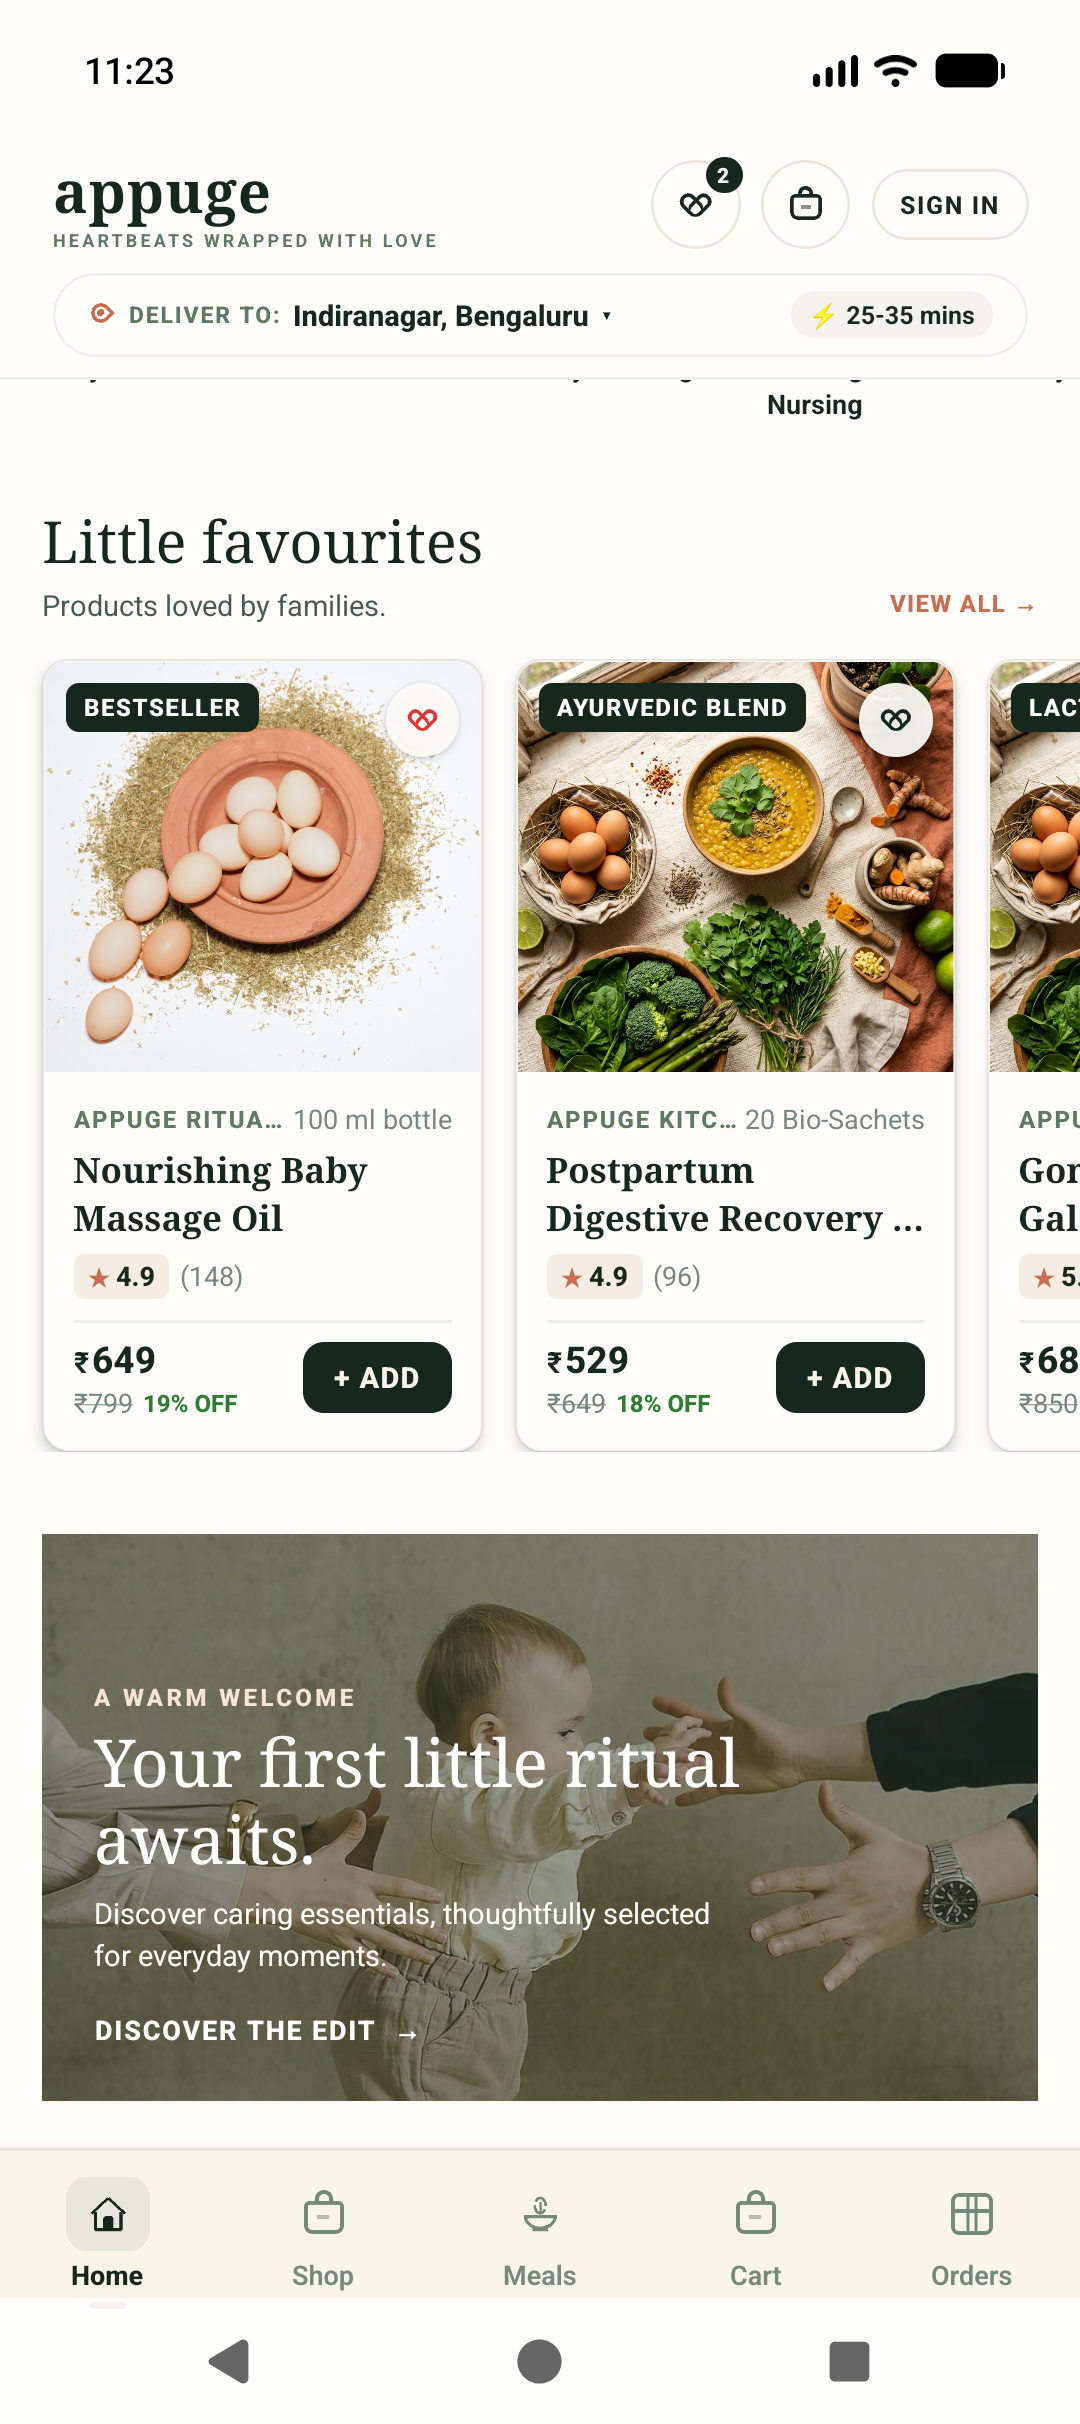 11:23
appuge
HEARTBEATS WRAPPED WITH LOVE
2
SIGN IN
DELIVER TO: Indiranagar, Bengaluru ▾
⚡ 25-35 mins
Nursing
Little favourites
Products loved by families.
VIEW ALL →
BESTSELLER
APPUGE RITUA... 100 ml bottle
Nourishing Baby
Massage Oil
★ 4.9 (148)
₹649
₹799 19% OFF
+ ADD
AYURVEDIC BLEND
APPUGE KITC... 20 Bio-Sachets
Postpartum
Digestive Recovery ...
★ 4.9 (96)
₹529
₹649 18% OFF
+ ADD
₹850
A WARM WELCOME
Your first little ritual
awaits.
Discover caring essentials, thoughtfully selected
for everyday moments.
DISCOVER THE EDIT →
Home
Shop
Meals
Cart
Orders